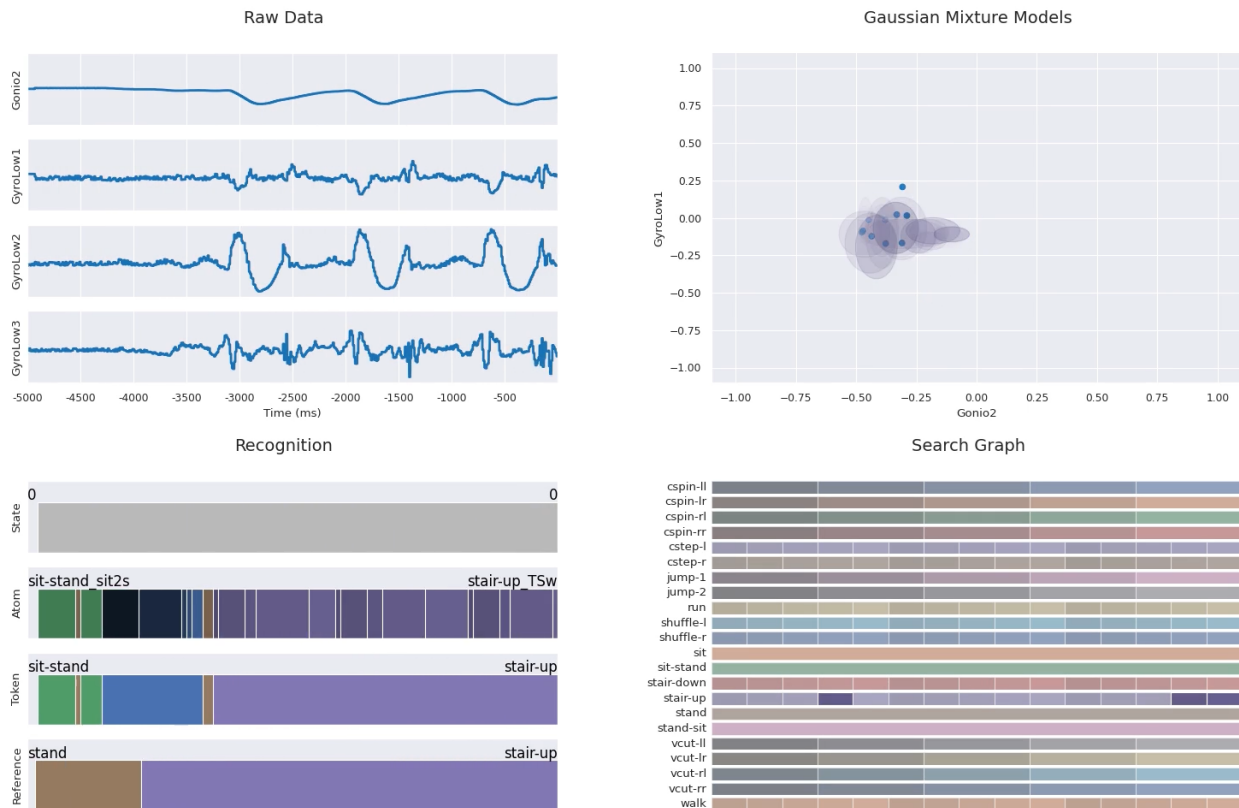 Raw Data
Gonio2
GyroLow1
GyroLow2
GyroLow3
-5000 -4500 -4000 -3500 -3000 -2500 -2000 -1500 -1000 -500
Time (ms)
Gaussian Mixture Models
1.00
0.75
0.50
0.25
0.00
−0.25
−0.50
−0.75
−1.00
GyroLow1
−1.00 −0.75 −0.50 −0.25 0.00 0.25 0.50 0.75 1.00
Gonio2
Recognition
State
0 0
Atom
sit-stand_sit2s stair-up_TSw
Token
sit-stand stair-up
Reference
stand stair-up
Search Graph
cspin-ll
cspin-lr
cspin-rl
cspin-rr
cstep-l
cstep-r
jump-1
jump-2
run
shuffle-l
shuffle-r
sit
sit-stand
stair-down
stair-up
stand
stand-sit
vcut-ll
vcut-lr
vcut-rl
vcut-rr
walk